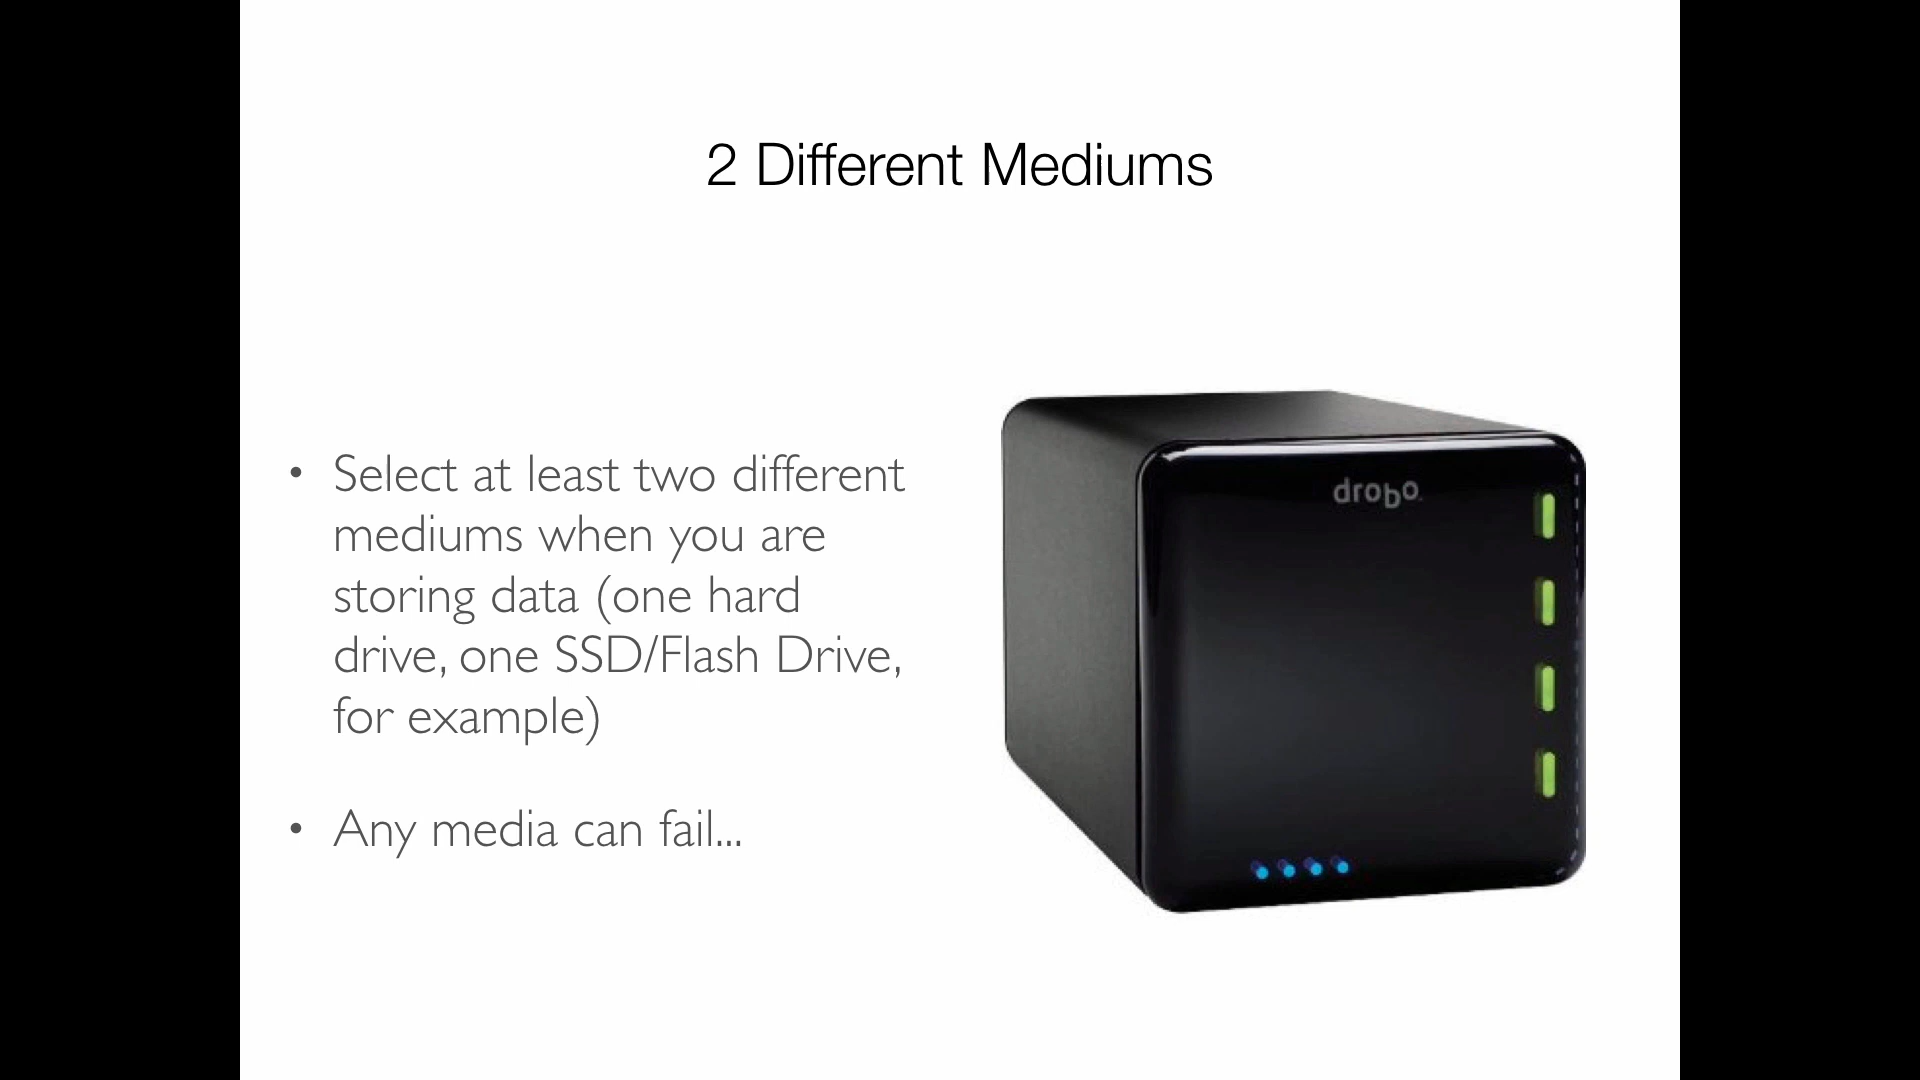 2 Different Mediums
• Select at least two different
mediums when you are
storing data (one hard
drive, one SSD/Flash Drive,
for example)
• Any media can fail...
drobo